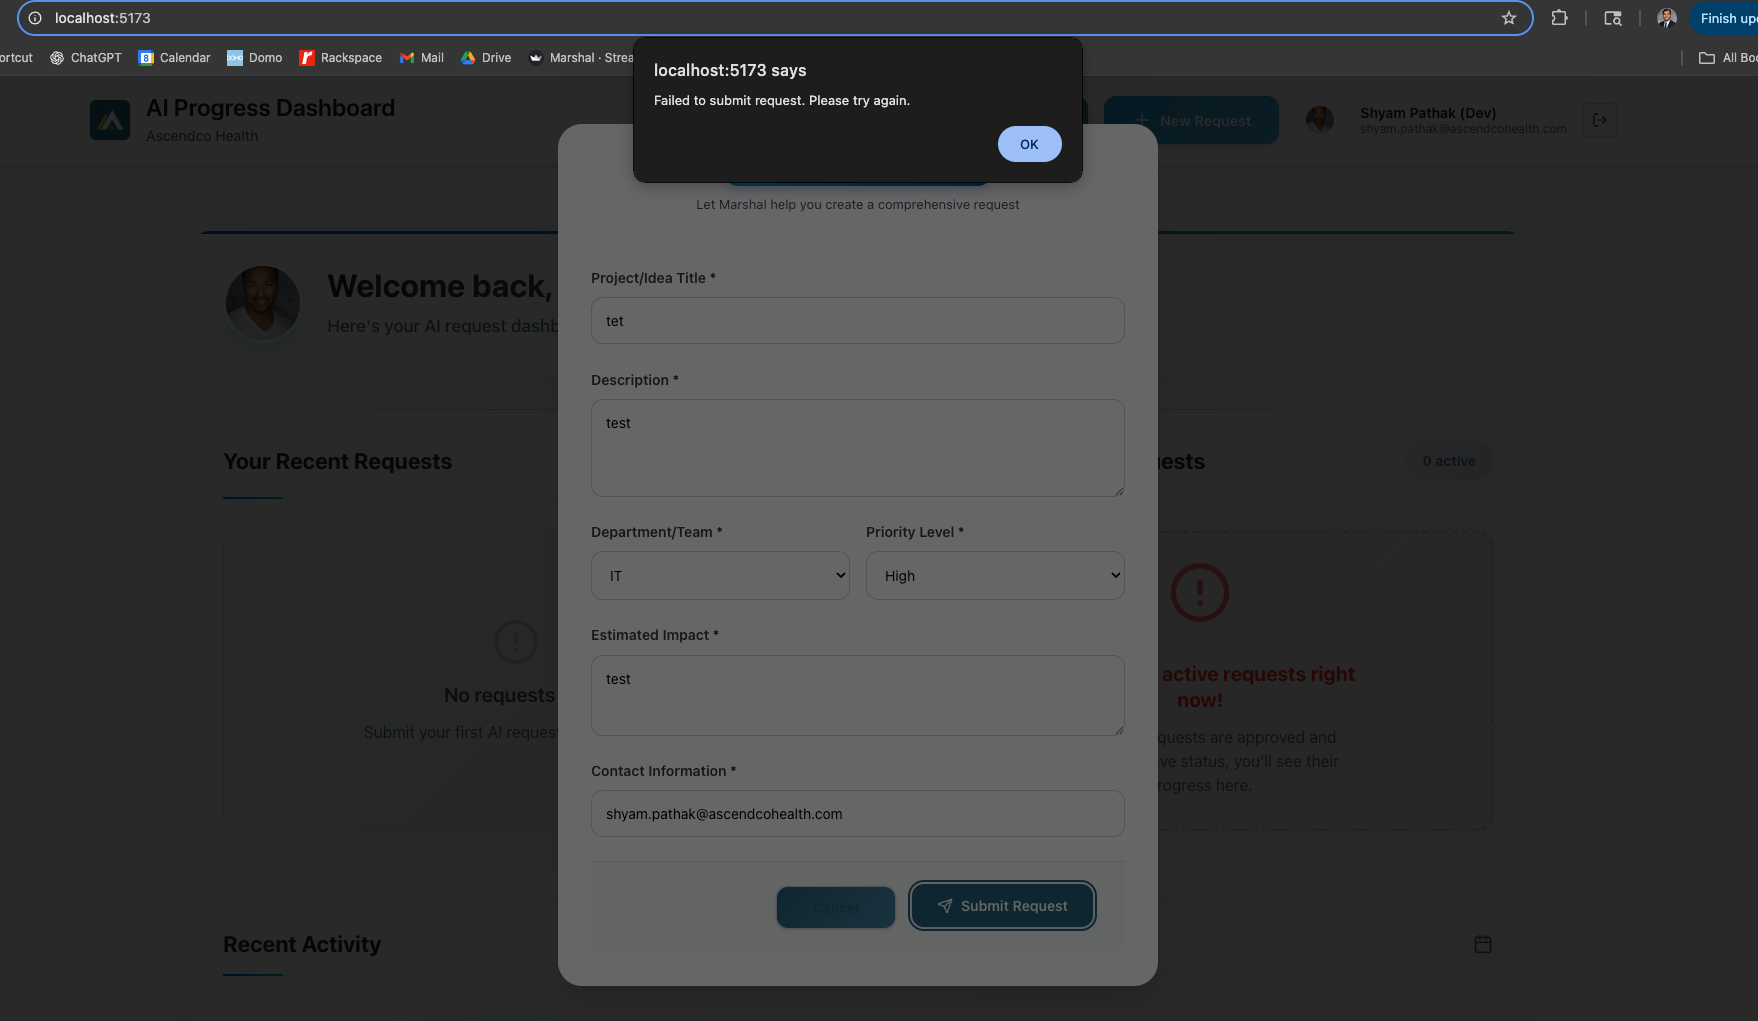 localhost:5173
Finish up
ortcut
ChatGPT
Calendar
Domo
Rackspace
Mail
Drive
Marshal · Strea
All Boo
localhost:5173 says
Failed to submit request. Please try again.
OK
AI Progress Dashboard
Ascendco Health
New Request
Shyam Pathak (Dev)
shyam.pathak@ascendcohealth.com
Let Marshal help you create a comprehensive request
Welcome back,
Here's your AI request dashb
Project/Idea Title *
tet
Description *
test
Department/Team *
Priority Level *
IT
High
Estimated Impact *
test
Contact Information *
shyam.pathak@ascendcohealth.com
Cancel
Submit Request
Your Recent Requests
No requests
Submit your first AI request
uests
0 active
active requests right
now!
quests are approved and
ve status, you'll see their
rogress here.
Recent Activity